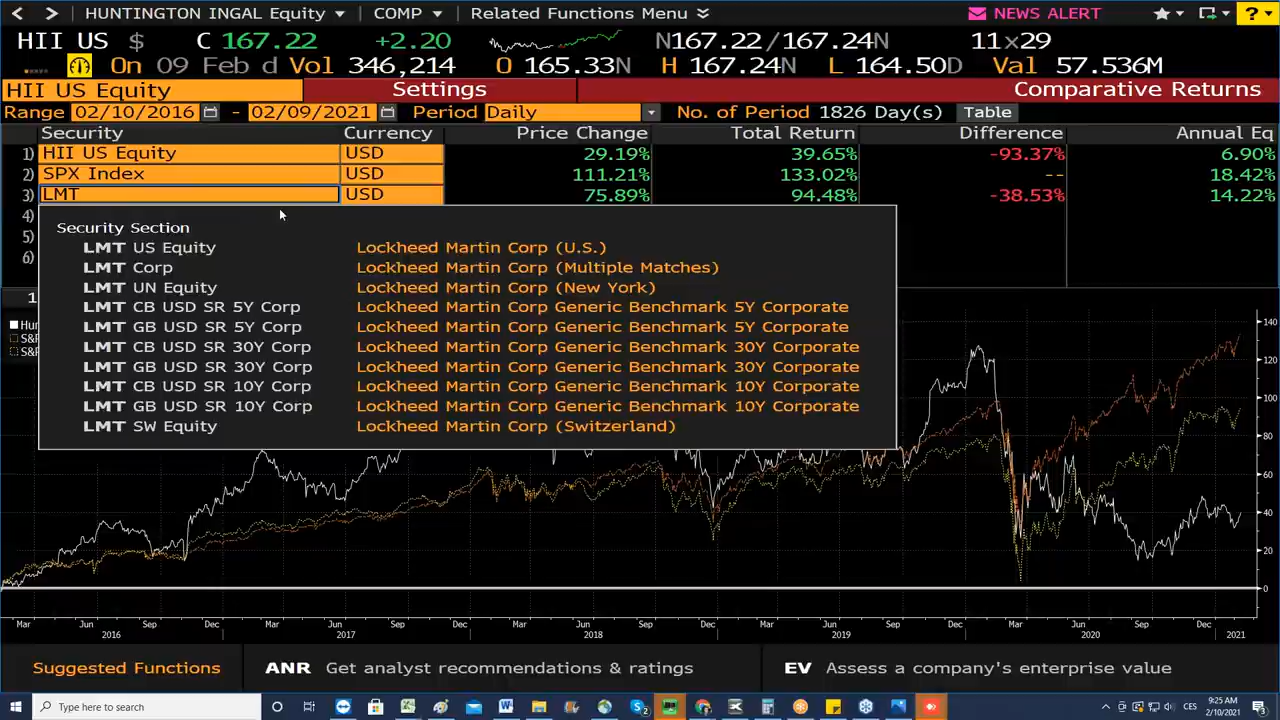 HUNTINGTON INGAL Equity COMP Related Functions Menu NEWS ALERT ?
HII US $ C 167.22 +2.20 N167.22/167.24N 11x29
On 09 Feb d Vol 346,214 O 165.33N H 167.24N L 164.50D Val 57.536M
HII US Equity Settings Comparative Returns
Range 02/10/2016 - 02/09/2021 Period Daily No. of Period 1826 Day(s) Table
Security Currency Price Change Total Return Difference Annual Eq
1) HII US Equity USD 29.19% 39.65% -93.37% 6.90%
2) SPX Index USD 111.21% 133.02% -- 18.42%
3) LMT USD 75.89% 94.48% -38.53% 14.22%
4)
5)
6)
Security Section
LMT US Equity Lockheed Martin Corp (U.S.)
LMT Corp Lockheed Martin Corp (Multiple Matches)
LMT UN Equity Lockheed Martin Corp (New York)
LMT CB USD SR 5Y Corp Lockheed Martin Corp Generic Benchmark 5Y Corporate
LMT GB USD SR 5Y Corp Lockheed Martin Corp Generic Benchmark 5Y Corporate
LMT CB USD SR 30Y Corp Lockheed Martin Corp Generic Benchmark 30Y Corporate
LMT GB USD SR 30Y Corp Lockheed Martin Corp Generic Benchmark 30Y Corporate
LMT CB USD SR 10Y Corp Lockheed Martin Corp Generic Benchmark 10Y Corporate
LMT GB USD SR 10Y Corp Lockheed Martin Corp Generic Benchmark 10Y Corporate
LMT SW Equity Lockheed Martin Corp (Switzerland)
1
Hu
S&
S&
140
120
100
80
60
40
20
0
Mar Jun Sep Dec Mar Jun Sep Dec Mar Jun Sep Dec Mar Jun Sep Dec Mar Jun Sep Dec Mar
2016 2017 2018 2019 2020 2021
Suggested Functions ANR Get analyst recommendations & ratings EV Assess a company's enterprise value
Type here to search
CES
9:25 AM
2/10/2021